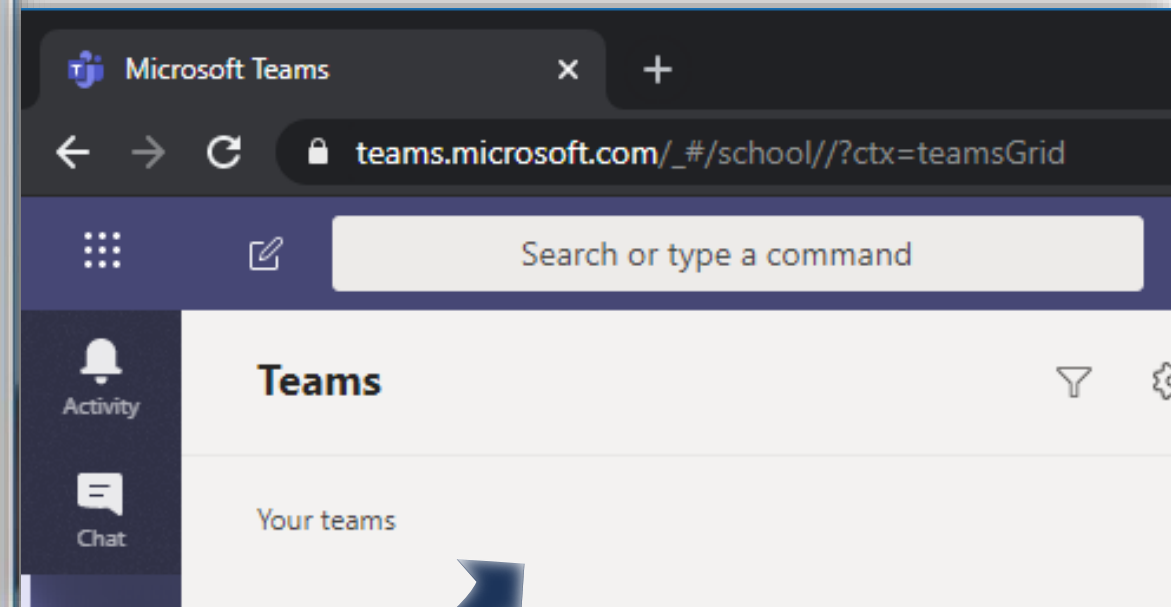 Microsoft Teams
teams.microsoft.com/_#/school//?ctx=teamsGrid
Search or type a command
Activity
Teams
Chat
Your teams